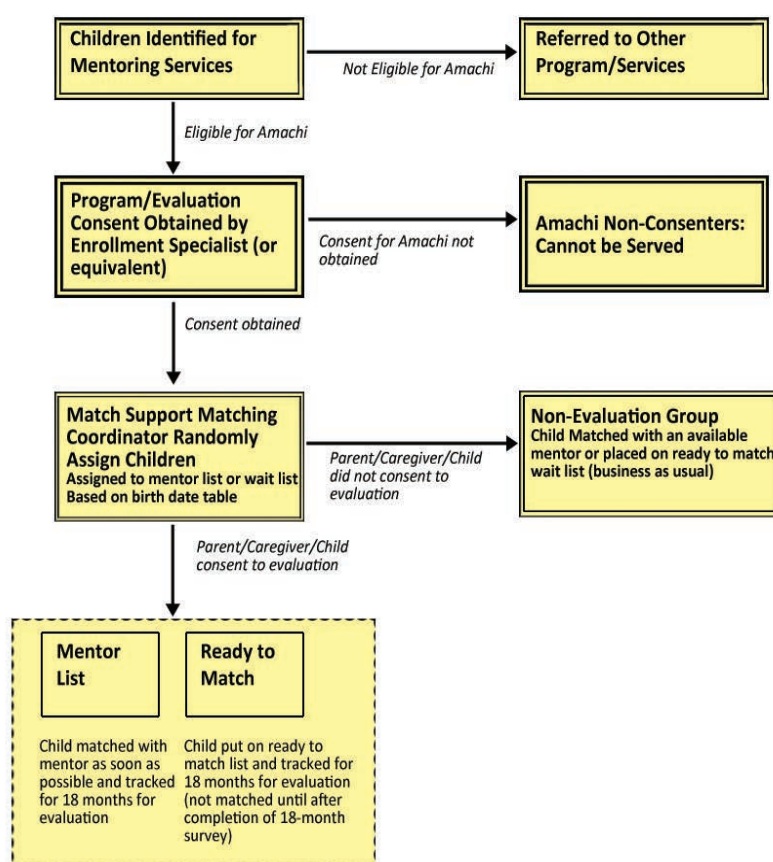 Children Identified for
Mentoring Services
Not Eligible for Amachi
Referred to Other
Program/Services
Eligible for Amachi
Program/Evaluation
Consent Obtained by
Enrollment Specialist (or
equivalent)
Consent for Amachi not
obtained
Amachi Non-Consenters:
Cannot be Served
Consent obtained
Match Support Matching
Coordinator Randomly
Assign Children
Assigned to mentor list or wait list
Based on birth date table
Parent/Caregiver/Child
did not consent to
evaluation
Non-Evaluation Group
Child Matched with an available
mentor or placed on ready to match
wait list (business as usual)
Parent/Caregiver/Child
consent to evaluation
Mentor
List
Child matched with
mentor as soon as
possible and tracked
for 18 months for
evaluation
Ready to
Match
Child put on ready to
match list and tracked for
18 months for evaluation
(not matched until after
completion of 18-month
survey)